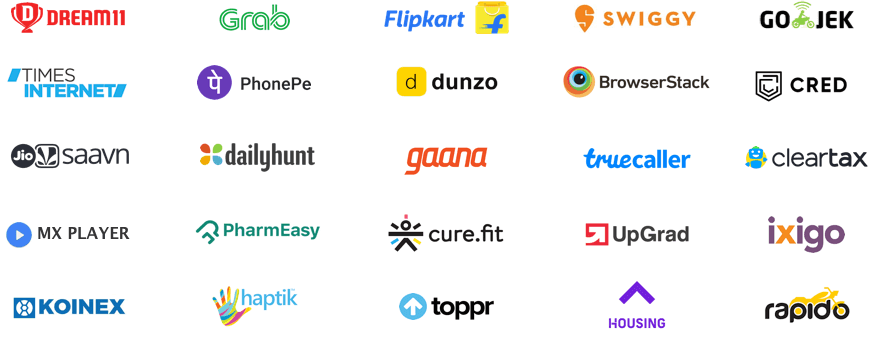 D DREAM11
Grab
Flipkart f
SWIGGY
GOJEK
TIMES
INTERNET
पे PhonePe
d dunzo
BrowserStack
CRED
Jio saavn
dailyhunt
gaana
truecaller
cleartax
MX PLAYER
PharmEasy
cure.fit
UpGrad
ixigo
KOINEX
haptik
toppr
HOUSING
rapido